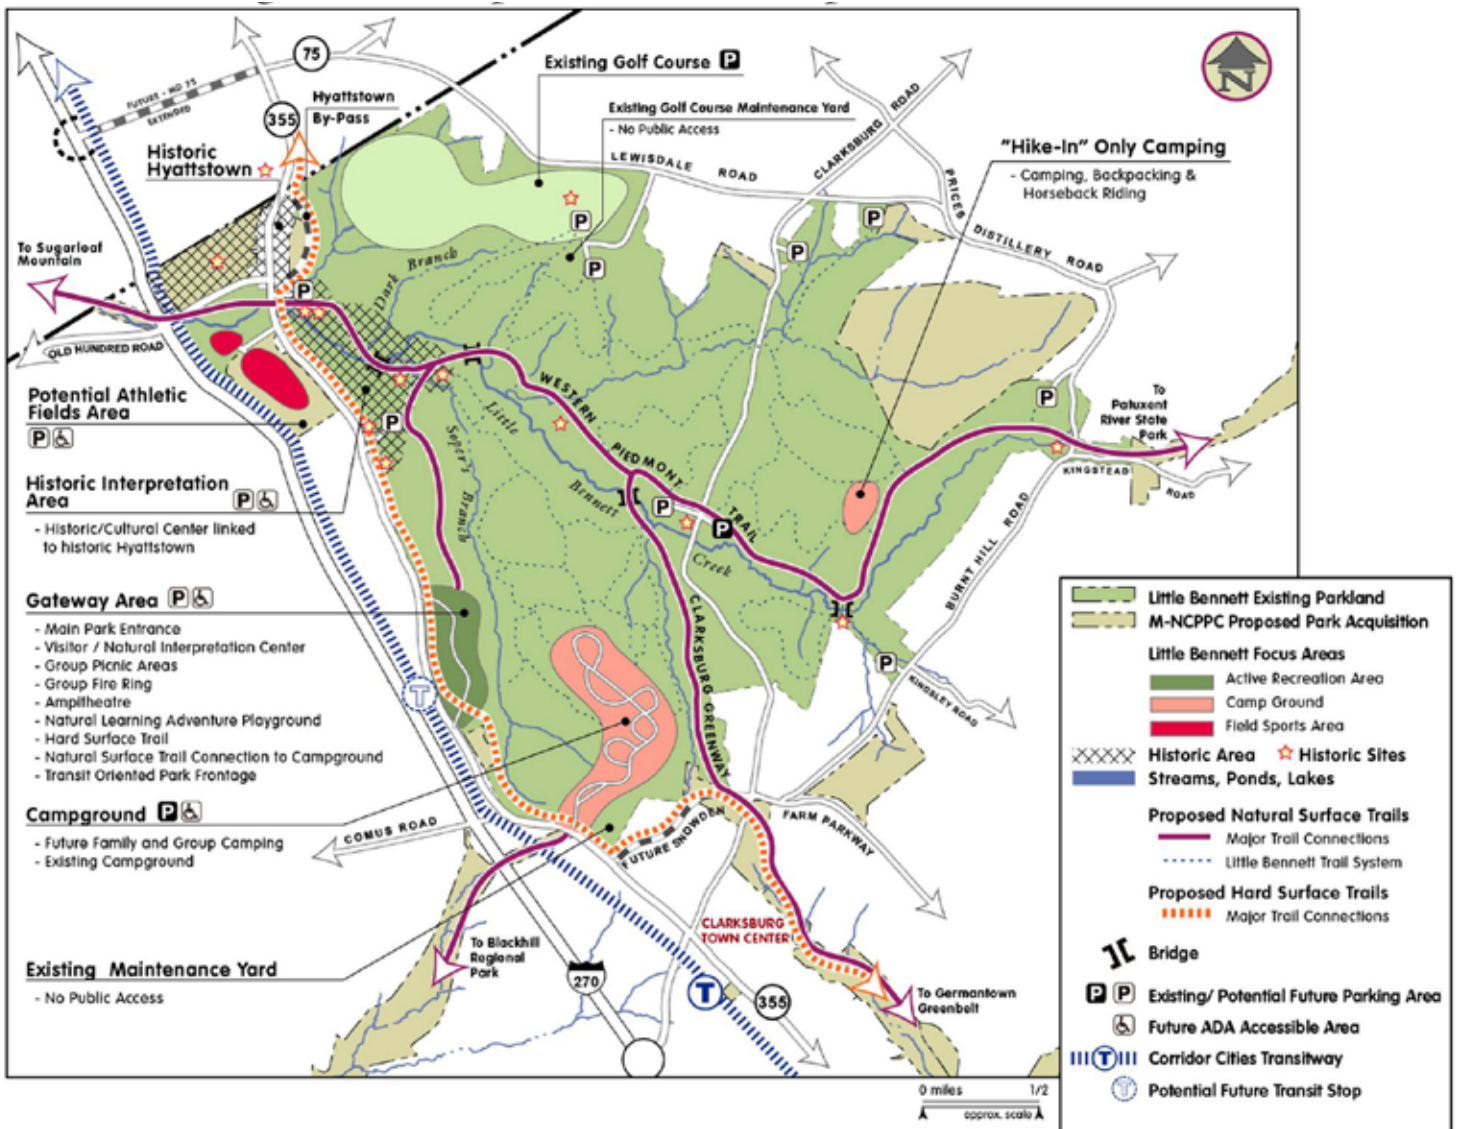 75
FUTURE - MD 75
EXTENDED
355
Hyattstown
By-Pass
Historic
Hyattstown
Existing Golf Course P
Existing Golf Course Maintenance Yard
- No Public Access
LEWISDALE ROAD
CLARKSBURG ROAD
PRICES
DISTILLERY ROAD
"Hike-In" Only Camping
- Camping, Backpacking &
Horseback Riding
N
To Sugarloaf
Mountain
OLD HUNDRED ROAD
Dark Branch
P
P
P
P
P
P
P
P
P
P
Potential Athletic
Fields Area
P
Historic Interpretation
Area P
- Historic/Cultural Center linked
to historic Hyattstown
Gateway Area P
- Main Park Entrance
- Visitor / Natural Interpretation Center
- Group Picnic Areas
- Group Fire Ring
- Ampitheatre
- Natural Learning Adventure Playground
- Hard Surface Trail
- Natural Surface Trail Connection to Campground
- Transit Oriented Park Frontage
Campground P
- Future Family and Group Camping
- Existing Campground
Existing Maintenance Yard
- No Public Access
WESTERN PIEDMONT TRAIL
Little Bennett Creek
Soper's Branch
CLARKSBURG GREENWAY
To
Patuxent
River State
Park
KINGSTEAD
ROAD
BURNT HILL ROAD
KINGSLEY ROAD
T
COMUS ROAD
FUTURE SNOWDEN
FARM PARKWAY
CLARKSBURG
TOWN CENTER
To Blackhill
Regional
Park
270
T
355
To Germantown
Greenbelt
Little Bennett Existing Parkland
M-NCPPC Proposed Park Acquisition
Little Bennett Focus Areas
Active Recreation Area
Camp Ground
Field Sports Area
Historic Area Historic Sites
Streams, Ponds, Lakes
Proposed Natural Surface Trails
Major Trail Connections
Little Bennett Trail System
Proposed Hard Surface Trails
Major Trail Connections
Bridge
P P Existing/ Potential Future Parking Area
Future ADA Accessible Area
T Corridor Cities Transitway
T Potential Future Transit Stop
0 miles 1/2
approx. scale